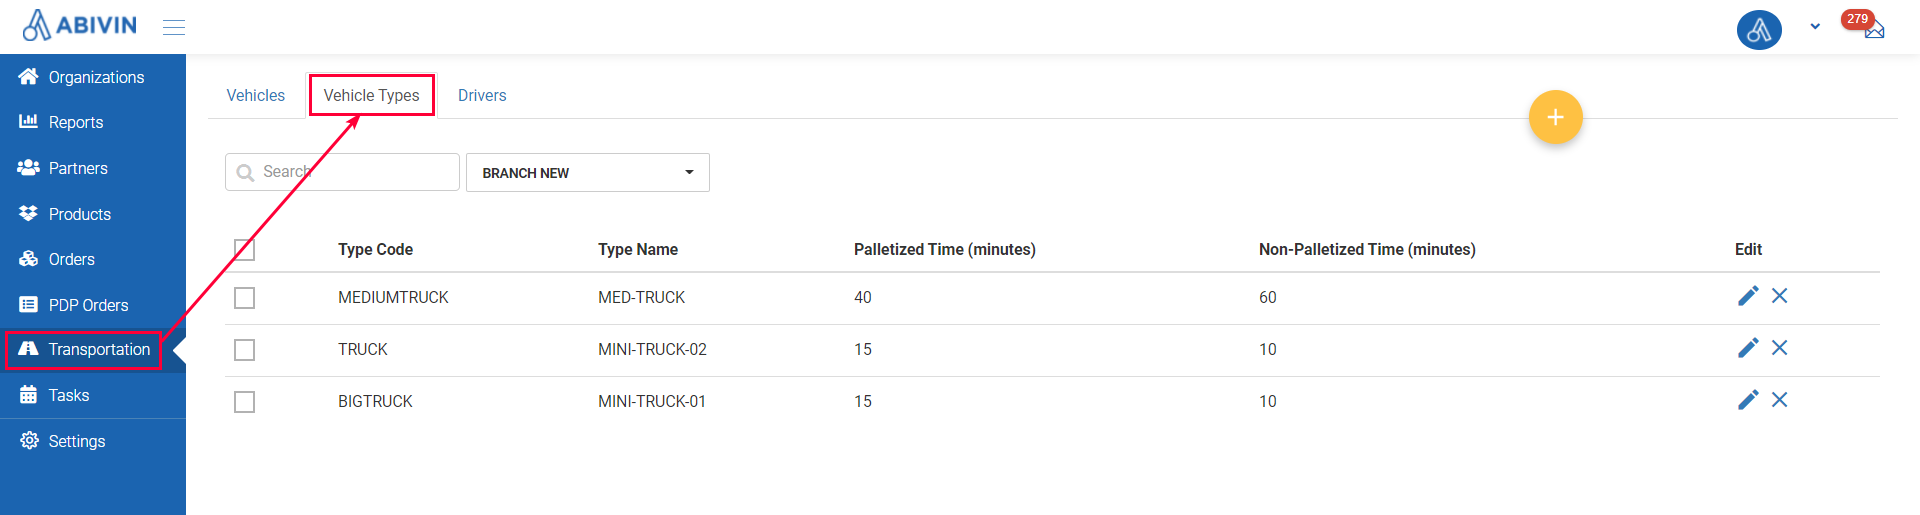 ABIVIN
279
Organizations
Reports
Partners
Products
Orders
PDP Orders
Transportation
Tasks
Settings
Vehicles Vehicle Types Drivers
+
Search BRANCH NEW
Type Code Type Name Palletized Time (minutes) Non-Palletized Time (minutes) Edit
MEDIUMTRUCK MED-TRUCK 40 60
TRUCK MINI-TRUCK-02 15 10
BIGTRUCK MINI-TRUCK-01 15 10